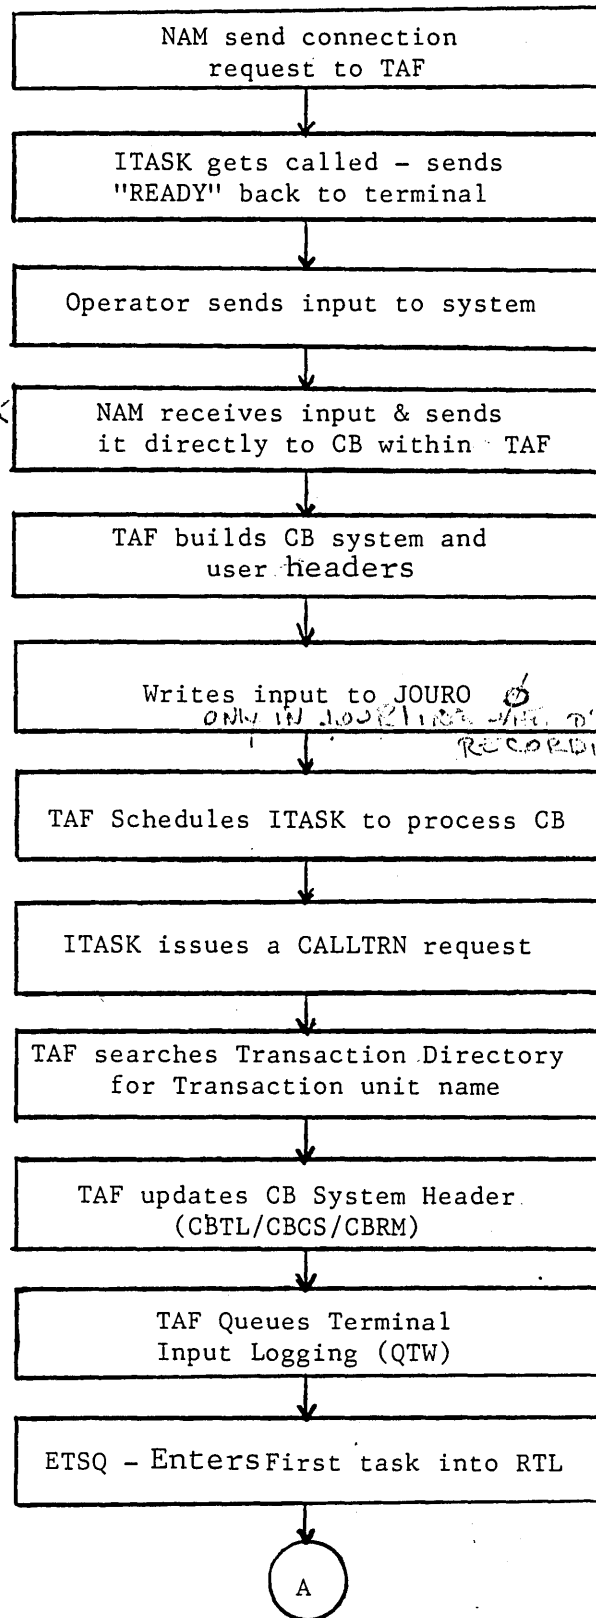 NAM send connection
request to TAF
ITASK gets called - sends
"READY" back to terminal
Operator sends input to system
NAM receives input & sends
it directly to CB within TAF
TAF builds CB system and
user headers
Writes input to JOURO
ONLY IN
TAF Schedules ITASK to process CB
ITASK issues a CALLTRN request
TAF searches Transaction Directory
for Transaction unit name
TAF updates CB System Header
(CBTL/CBCS/CBRM)
TAF Queues Terminal
Input Logging (QTW)
ETSQ - Enters First task into RTL
A